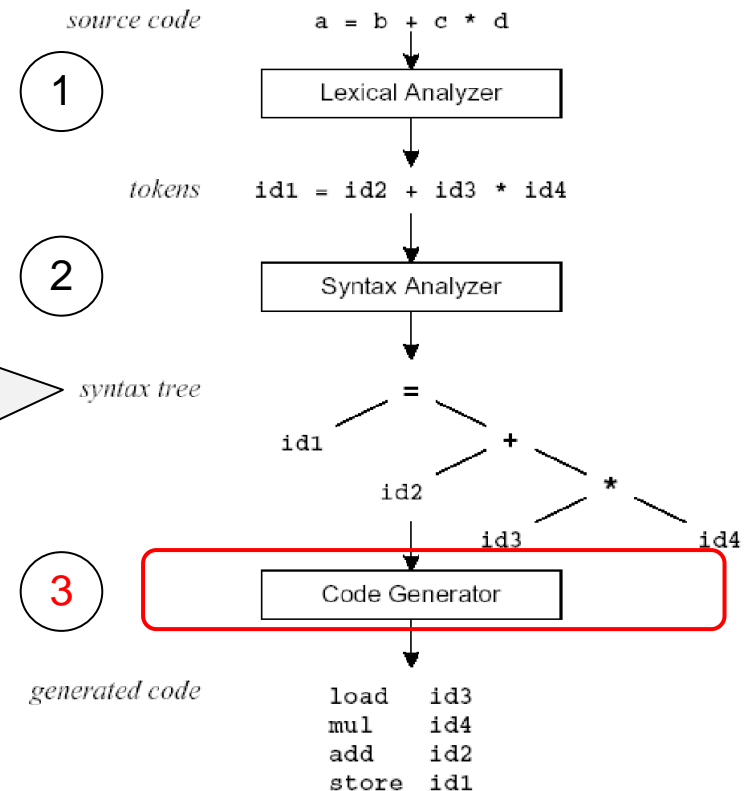 source code a = b + c * d
1
Lexical Analyzer
tokens id1 = id2 + id3 * id4
2
Syntax Analyzer
syntax tree =
id1 +
id2 *
id3 id4
3
Code Generator
generated code load id3
mul id4
add id2
store id1